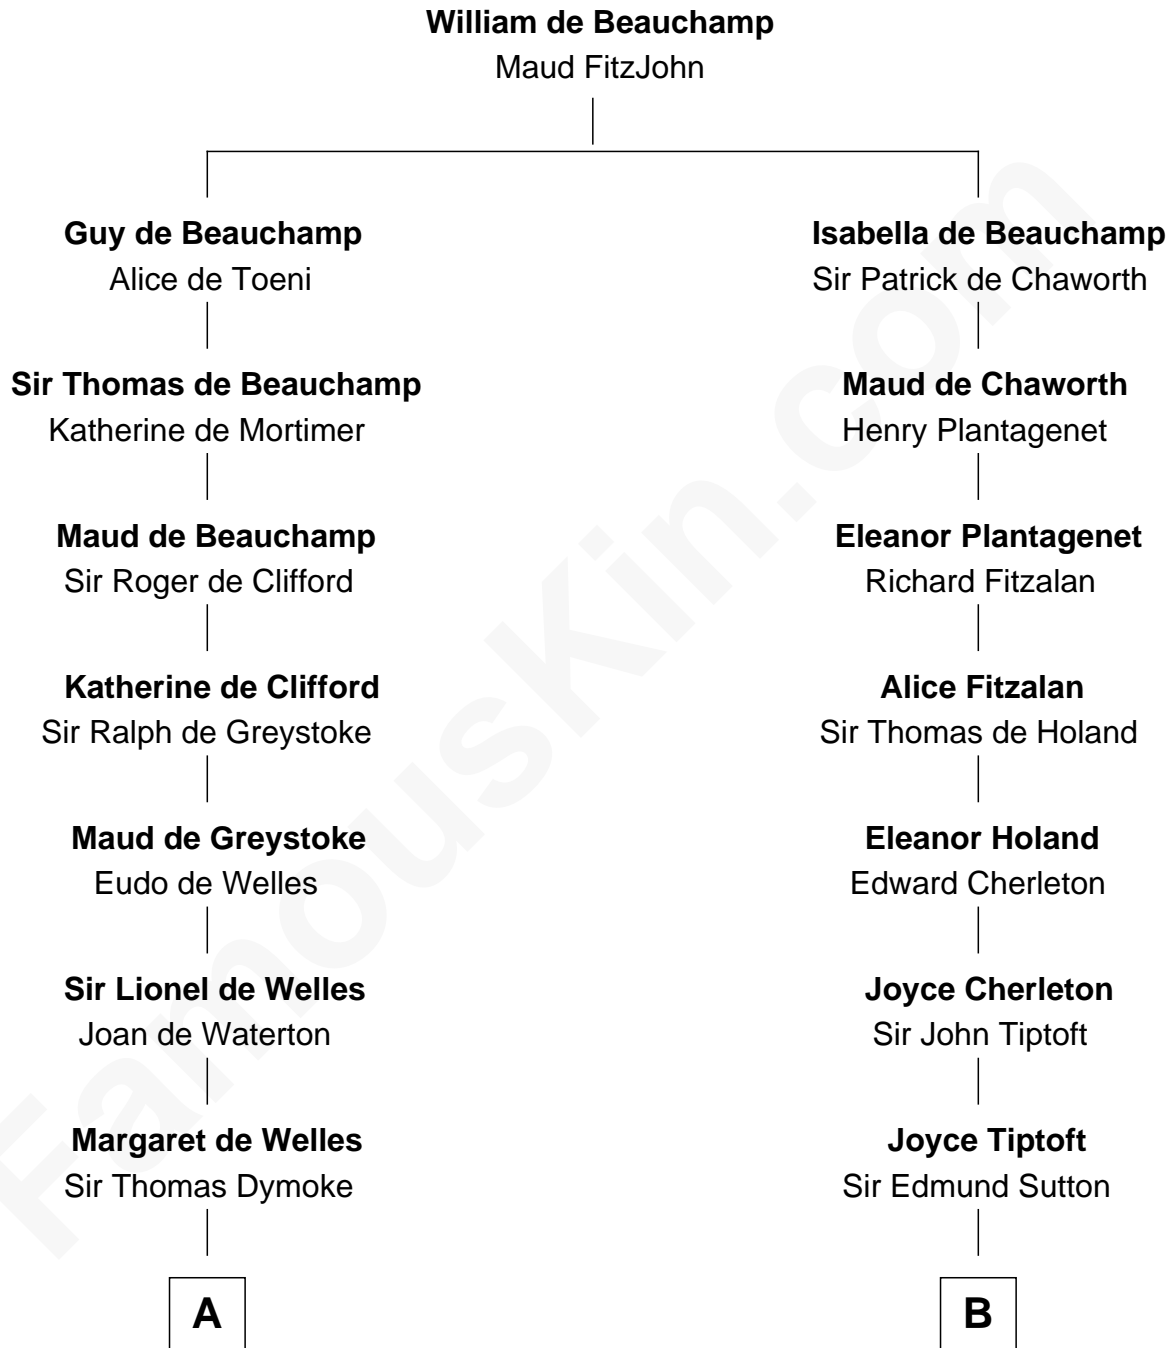 William de Beauchamp
Maud FitzJohn
Guy de Beauchamp
Alice de Toeni
Isabella de Beauchamp
Sir Patrick de Chaworth
Sir Thomas de Beauchamp
Katherine de Mortimer
Maud de Chaworth
Henry Plantagenet
Maud de Beauchamp
Sir Roger de Clifford
Eleanor Plantagenet
Richard Fitzalan
Katherine de Clifford
Sir Ralph de Greystoke
Alice Fitzalan
Sir Thomas de Holand
Maud de Greystoke
Eudo de Welles
Eleanor Holand
Edward Cherleton
Sir Lionel de Welles
Joan de Waterton
Joyce Cherleton
Sir John Tiptoft
Margaret de Welles
Sir Thomas Dymoke
Joyce Tiptoft
Sir Edmund Sutton
A
B
FamousKin.com